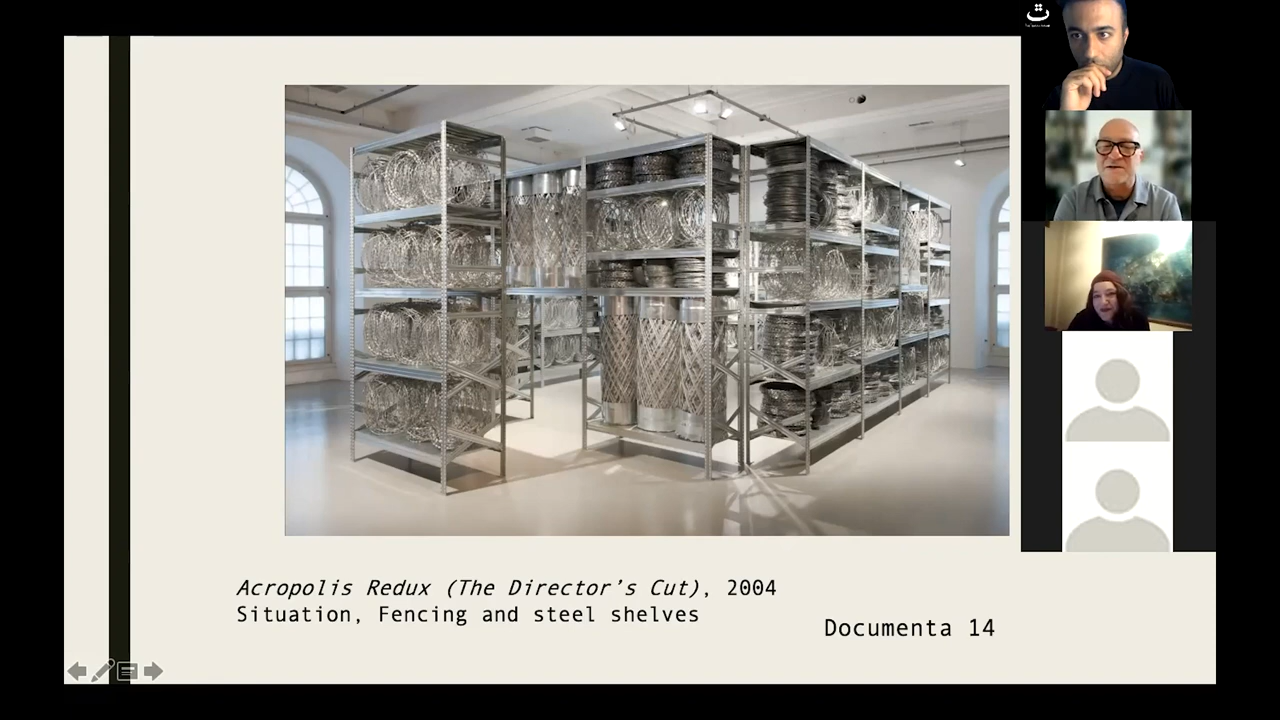 Acropolis Redux (The Director's Cut), 2004
Situation, Fencing and steel shelves
Documenta 14